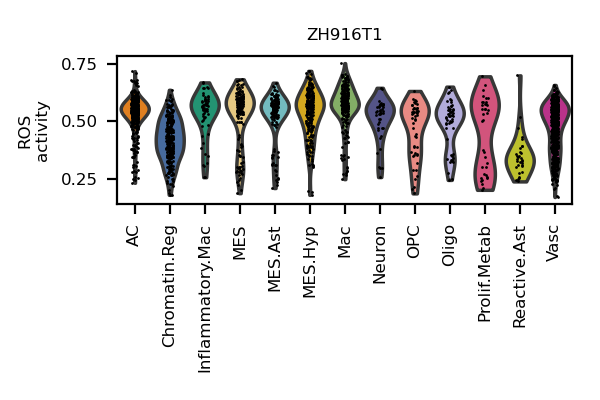 ZH916T1
ROS
activity
0.75
0.50
0.25
AC
Chromatin.Reg
Inflammatory.Mac
MES
MES.Ast
MES.Hyp
Mac
Neuron
OPC
Oligo
Prolif.Metab
Reactive.Ast
Vasc